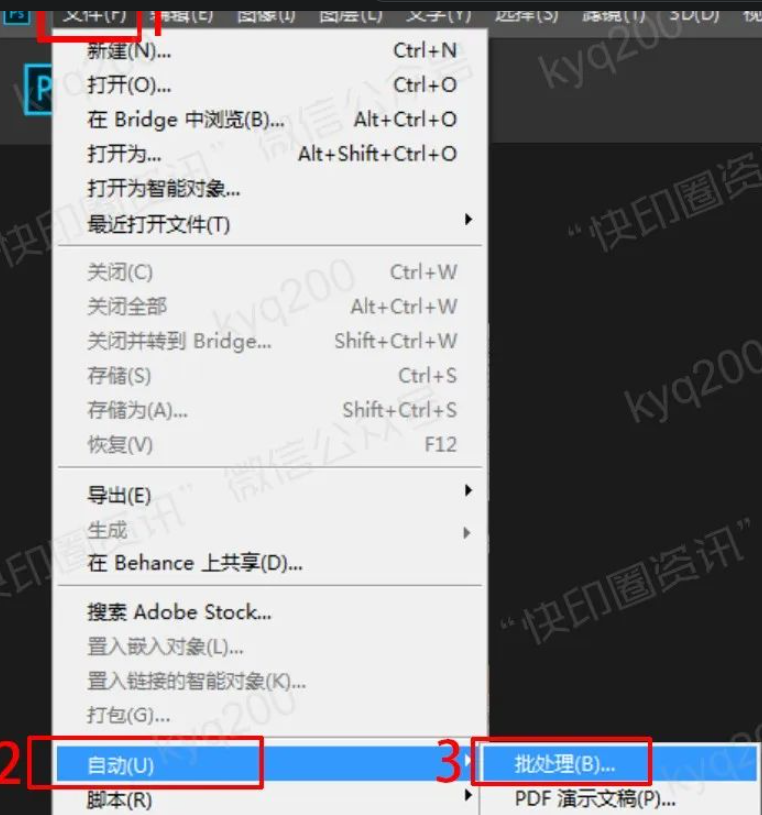 Ps 文件(F) 编辑(E) 图像(I) 图层(L) 文字(Y) 选择(S) 滤镜(T) 3D(D) 视
1
新建(N)... Ctrl+N
打开(O)... Ctrl+O
在 Bridge 中浏览(B)... Alt+Ctrl+O
打开为... Alt+Shift+Ctrl+O
打开为智能对象...
最近打开文件(T)
关闭(C) Ctrl+W
关闭全部 Alt+Ctrl+W
关闭并转到 Bridge... Shift+Ctrl+W
存储(S) Ctrl+S
存储为(A)... Shift+Ctrl+S
恢复(V) F12
导出(E)
生成
在 Behance 上共享(D)...
搜索 Adobe Stock...
置入嵌入对象(L)...
置入链接的智能对象(K)...
打包(G)...
2 自动(U) 3 批处理(B)...
脚本(R) PDF 演示文稿(P)...
kyq200
“快印圈资讯” 微信公众号
kyq200
“快印圈资
kyq200
快印圈资讯” 微信公众号
kyq200
“快印圈资讯”
kyq200